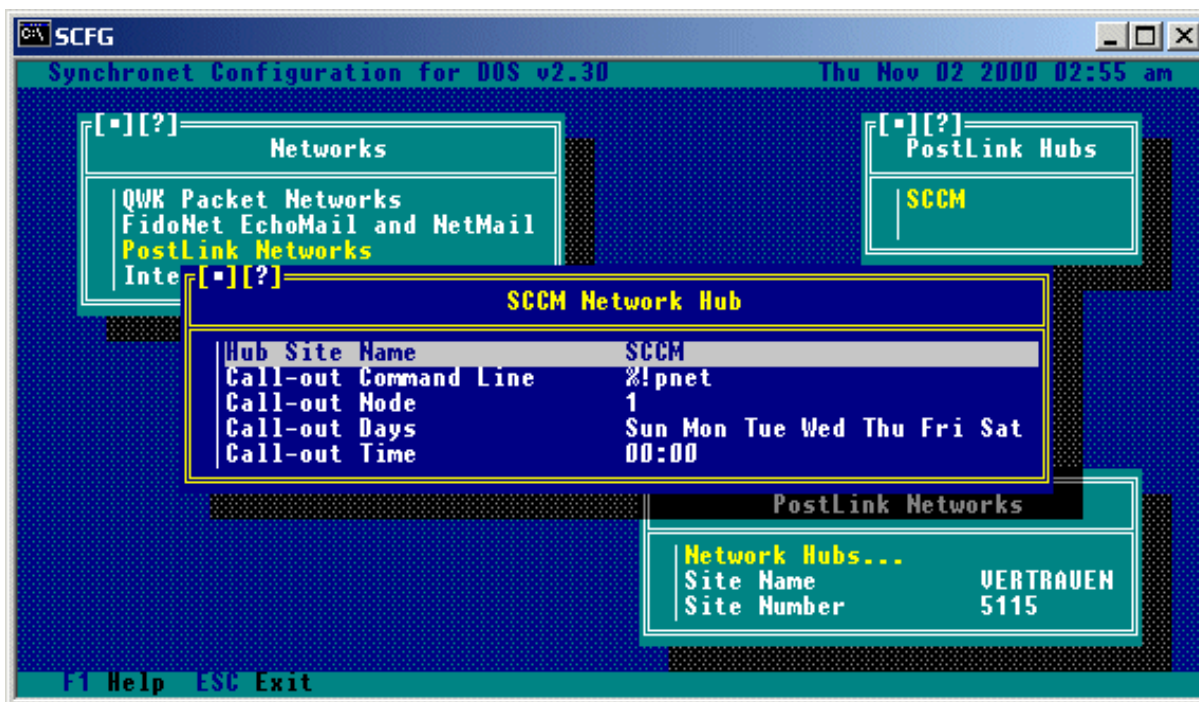 SCFG
Synchronet Configuration for DOS v2.30 Thu Nov 02 2000 02:55 am
[▪][?]
Networks
QWK Packet Networks
FidoNet EchoMail and NetMail
PostLink Networks
Inte
[▪][?]
PostLink Hubs
SCCM
[▪][?]
SCCM Network Hub
Hub Site Name SCCM
Call-out Command Line %!pnet
Call-out Node 1
Call-out Days Sun Mon Tue Wed Thu Fri Sat
Call-out Time 00:00
PostLink Networks
Network Hubs...
Site Name VERTRAUEN
Site Number 5115
F1 Help ESC Exit